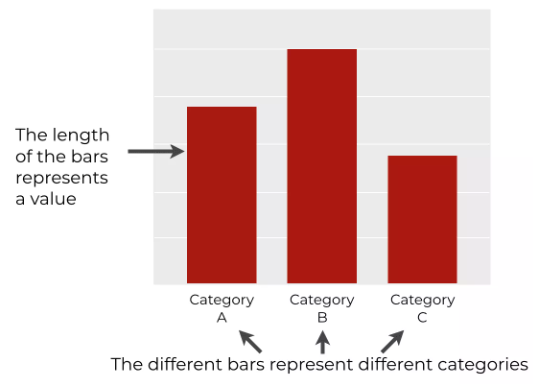 The length
of the bars
represents
a value
Category
A
Category
B
Category
C
The different bars represent different categories